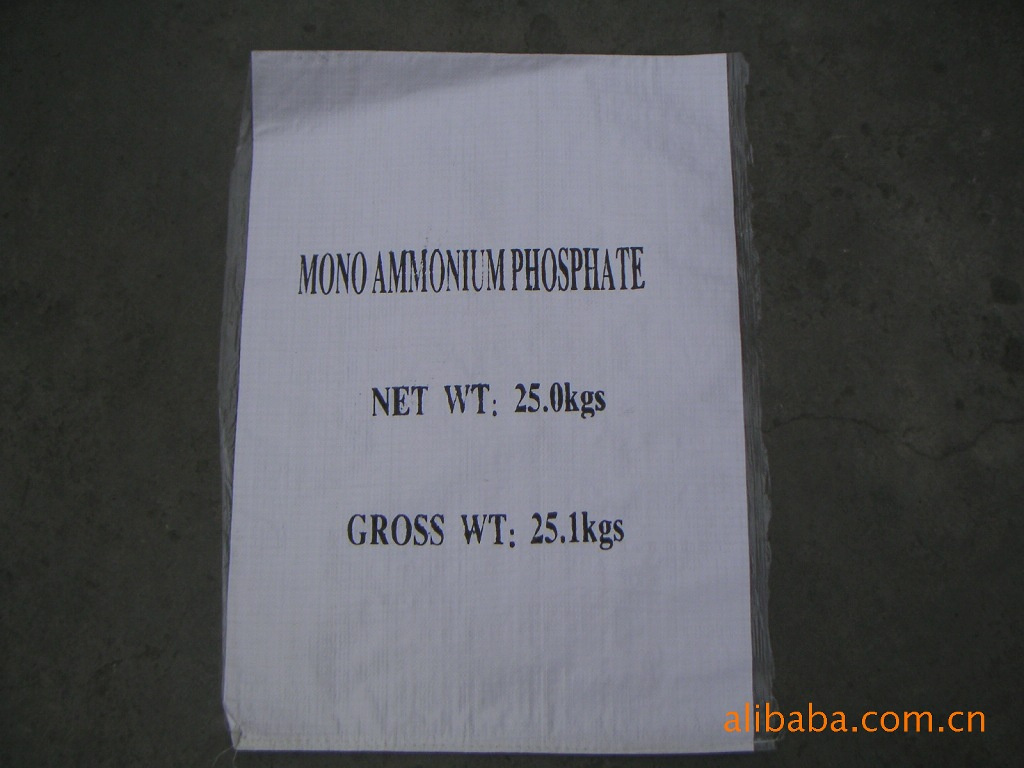 MONO AMMONIUM PHOSPHATE
NET WT: 25.0kgs
GROSS WT: 25.1kgs
alibaba.com.cn